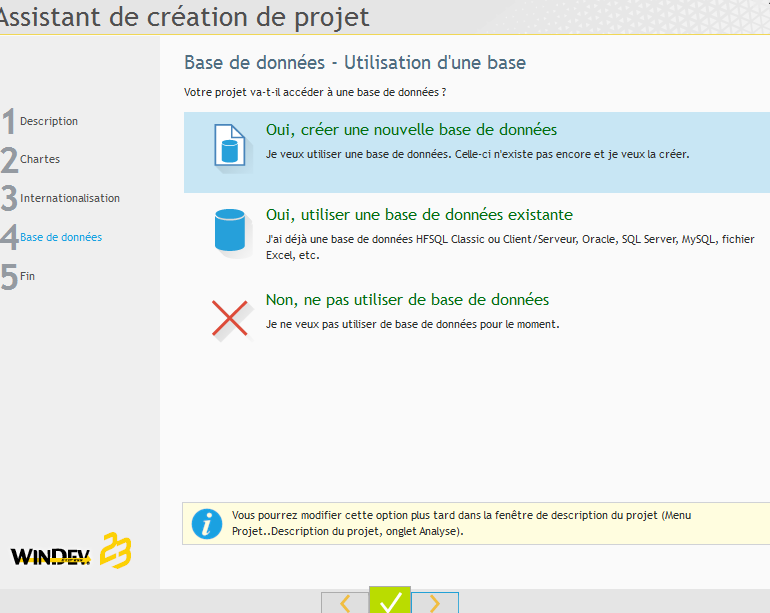 Assistant de création de projet
Base de données - Utilisation d'une base
Votre projet va-t-il accéder à une base de données ?
1 Description
2 Chartes
3 Internationalisation
4 Base de données
5 Fin
Oui, créer une nouvelle base de données
Je veux utiliser une base de données. Celle-ci n'existe pas encore et je veux la créer.
Oui, utiliser une base de données existante
J'ai déjà une base de données HFSQL Classic ou Client/Serveur, Oracle, SQL Server, MySQL, fichier
Excel, etc.
Non, ne pas utiliser de base de données
Je ne veux pas utiliser de base de données pour le moment.
Vous pourrez modifier cette option plus tard dans la fenêtre de description du projet (Menu
Projet..Description du projet, onglet Analyse).
WINDEV 23